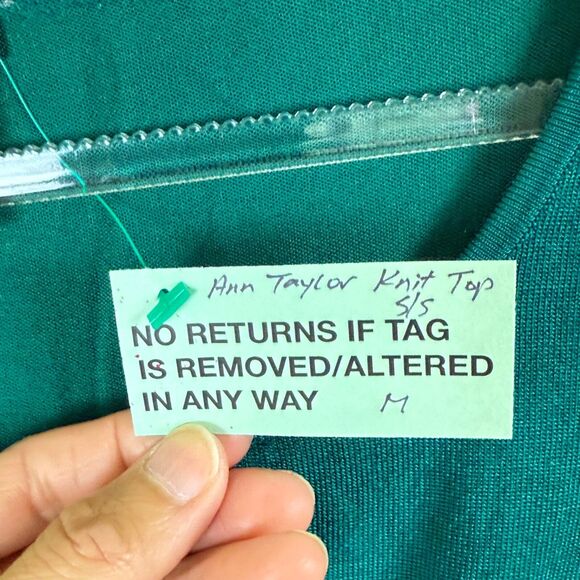 Ann Taylor Knit Top
S/S
NO RETURNS IF TAG
IS REMOVED/ALTERED
IN ANY WAY M